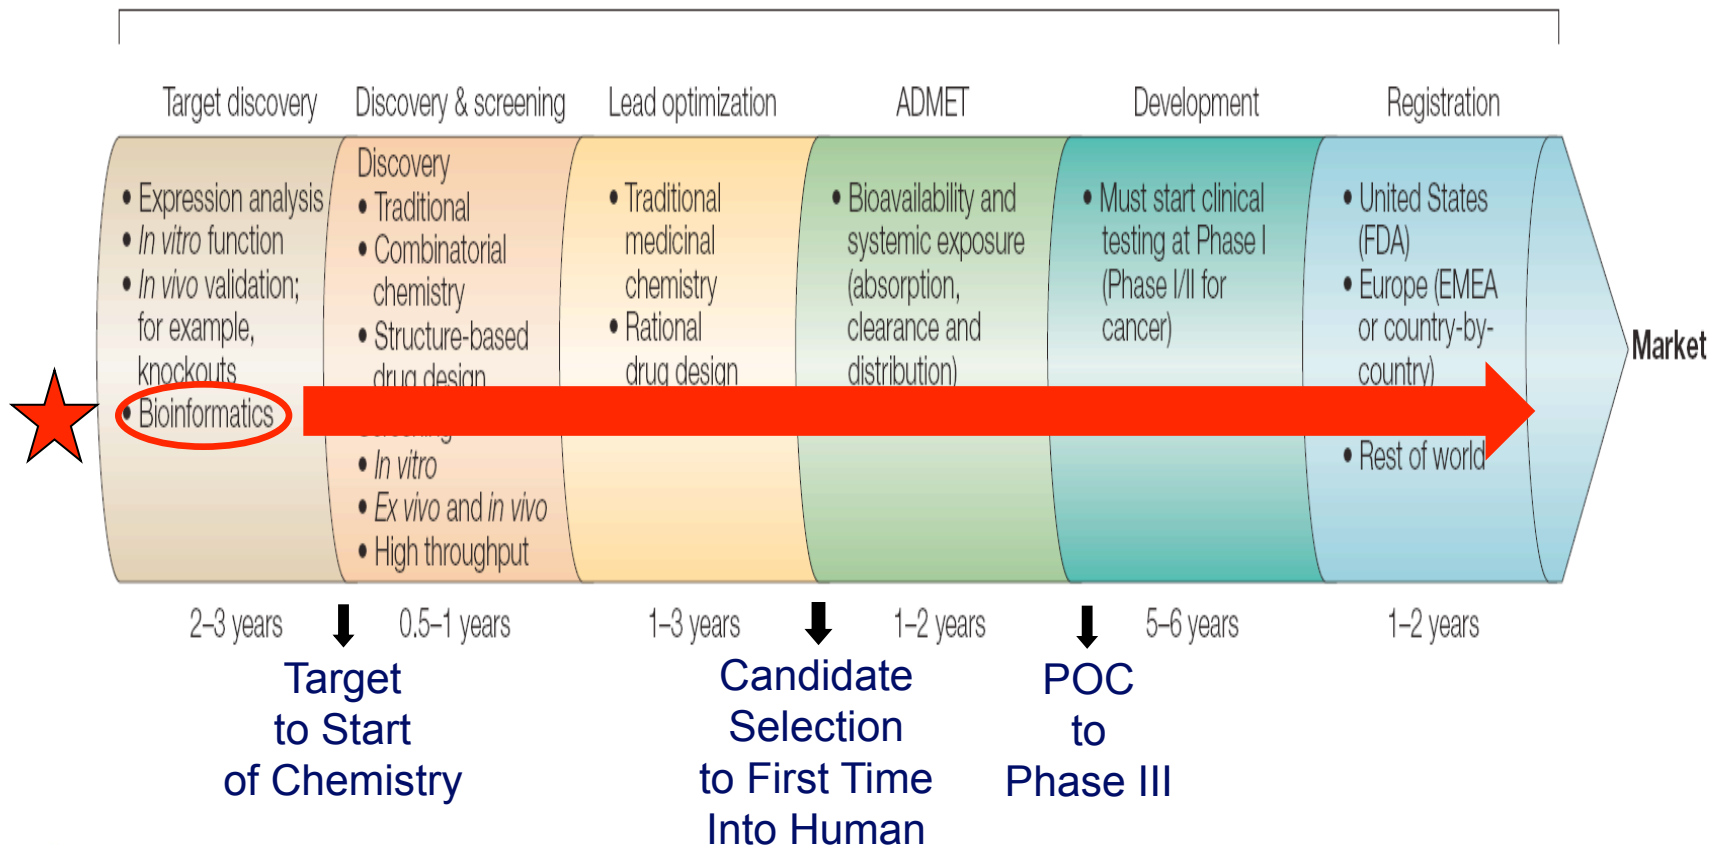 Target discovery
Discovery & screening
Lead optimization
ADMET
Development
Registration
• Expression analysis
• In vitro function
• In vivo validation;
for example,
knockouts
• Bioinformatics
Discovery
• Traditional
• Combinatorial
chemistry
• Structure-based
drug design
• In vitro
• Ex vivo and in vivo
• High throughput
• Traditional
medicinal
chemistry
• Rational
drug design
• Bioavailability and
systemic exposure
(absorption,
clearance and
distribution)
• Must start clinical
testing at Phase I
(Phase I/II for
cancer)
• United States
(FDA)
• Europe (EMEA
or country-by-
country)
• Rest of world
Market
2–3 years
0.5–1 years
1–3 years
1–2 years
5–6 years
1–2 years
Target
to Start
of Chemistry
Candidate
Selection
to First Time
Into Human
POC
to
Phase III